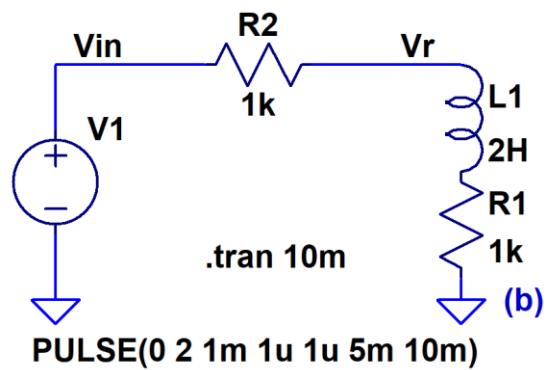 R2
Vin
Vr
1k
L1
V1
2H
R1
.tran 10m
1k
(b)
PULSE(0 2 1m 1u 1u 5m 10m)